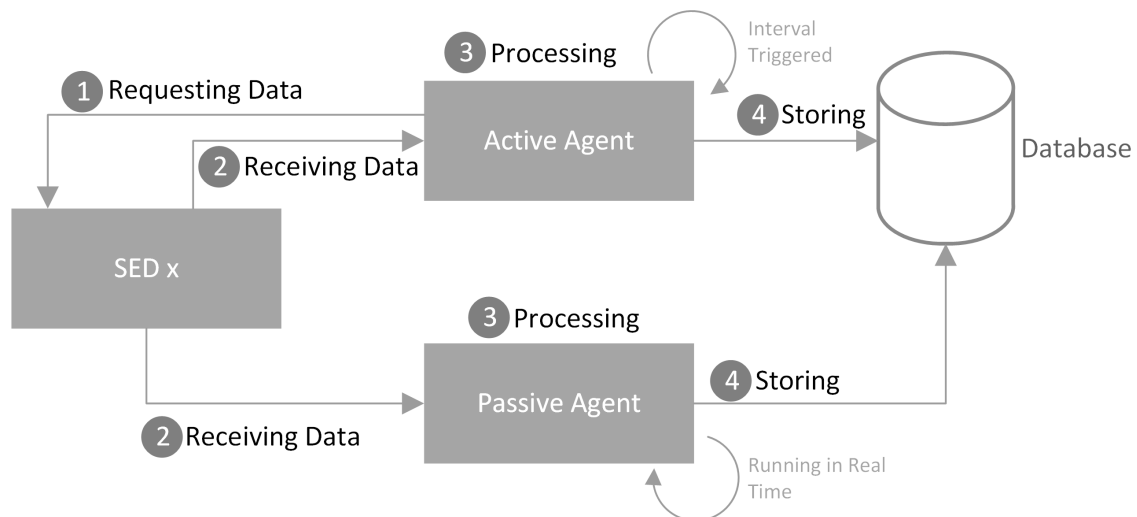 Interval
Triggered
3 Processing
1 Requesting Data
4 Storing
Active Agent
Database
2 Receiving Data
SED x
3 Processing
4 Storing
Passive Agent
2 Receiving Data
Running in Real
Time